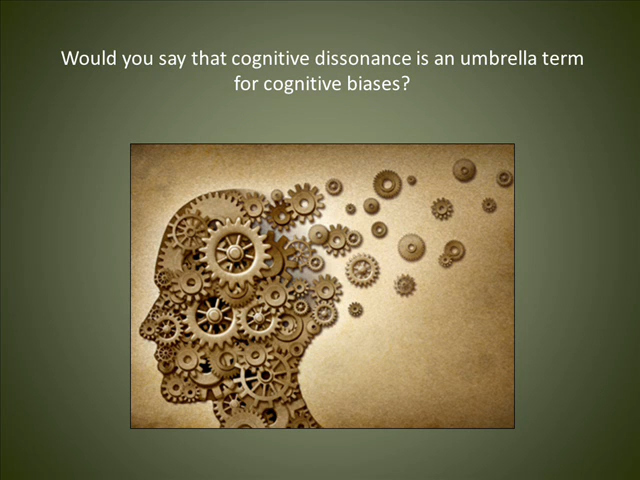 Would you say that cognitive dissonance is an umbrella term
for cognitive biases?